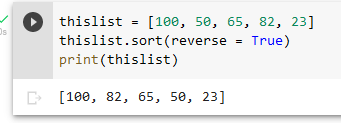 thislist = [100, 50, 65, 82, 23]
thislist.sort(reverse = True)
print(thislist)
[100, 82, 65, 50, 23]